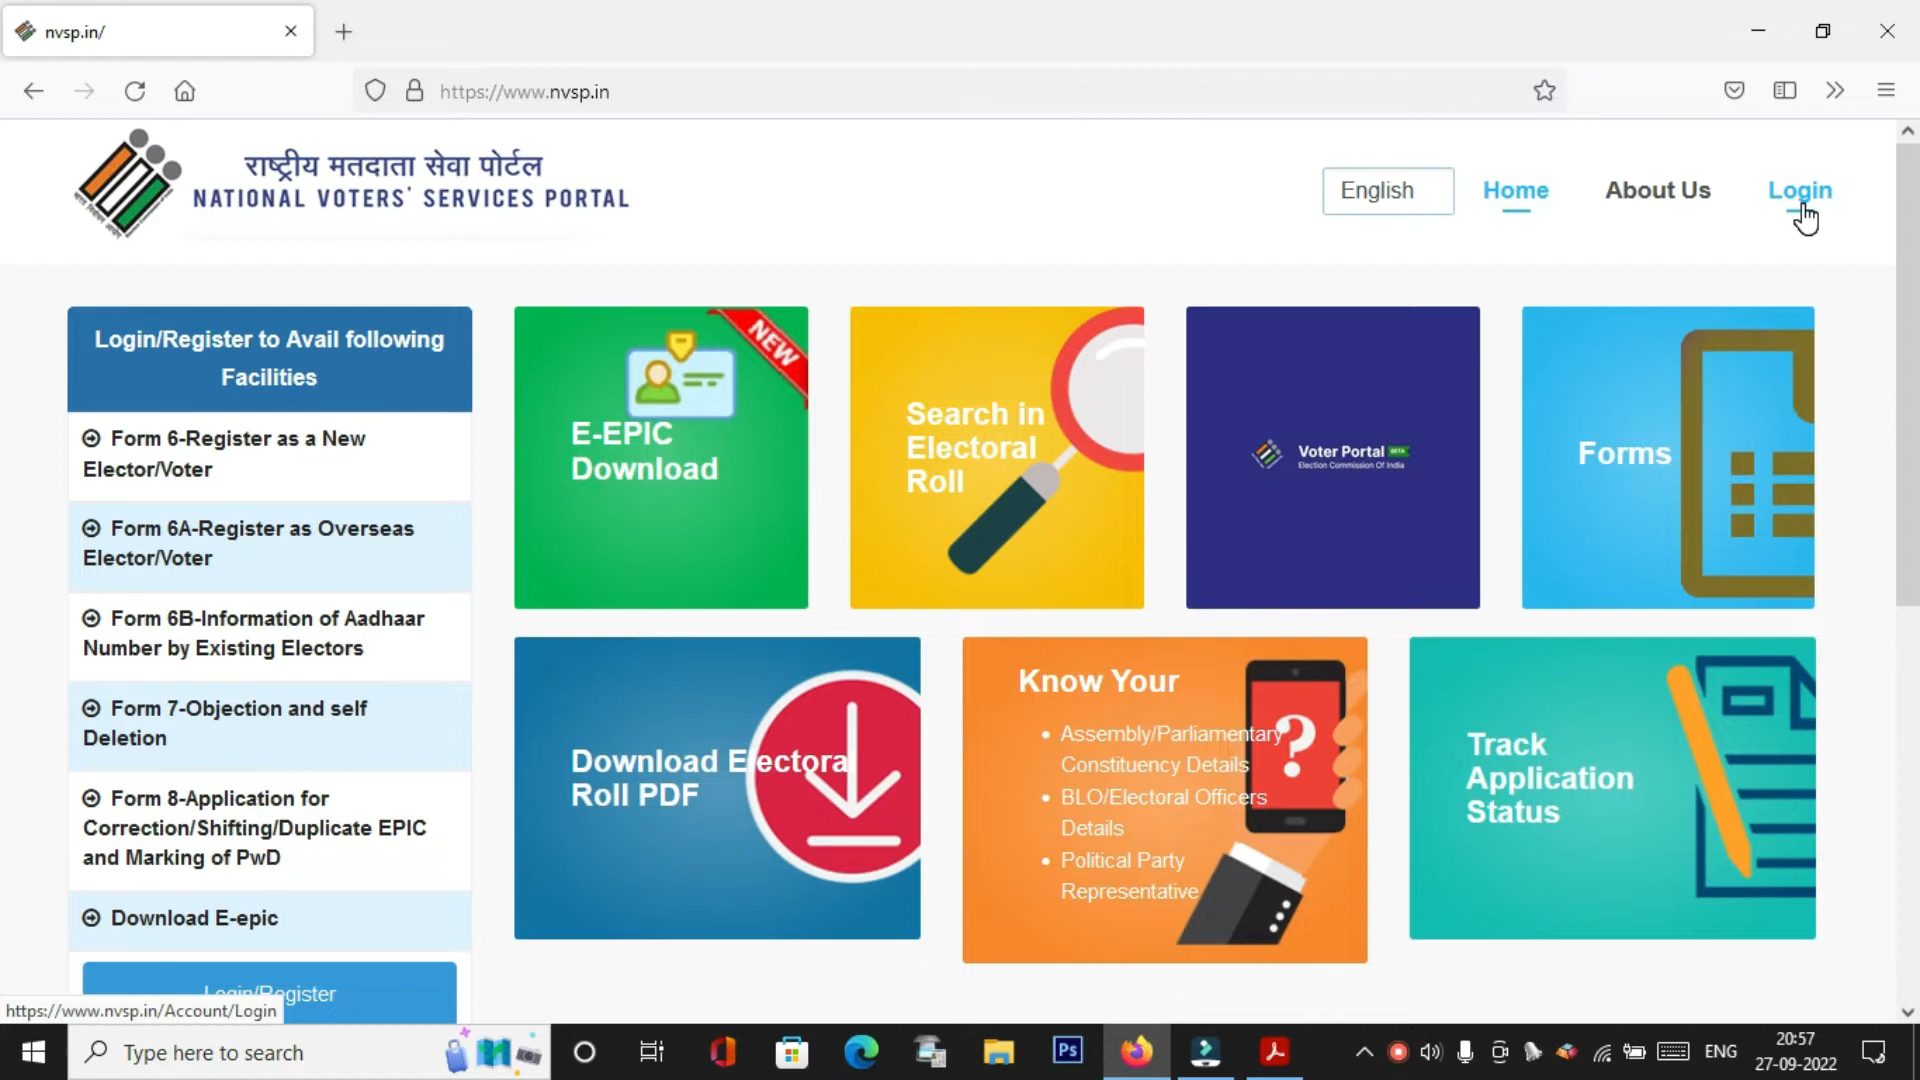 nvsp.in/
https://www.nvsp.in
राष्ट्रीय मतदाता सेवा पोर्टल
NATIONAL VOTERS' SERVICES PORTAL
English
Home
About Us
Login
Login/Register to Avail following
Facilities
Form 6-Register as a New
Elector/Voter
Form 6A-Register as Overseas
Elector/Voter
Form 6B-Information of Aadhaar
Number by Existing Electors
Form 7-Objection and self
Deletion
Form 8-Application for
Correction/Shifting/Duplicate EPIC
and Marking of PwD
Download E-epic
Login/Register
NEW
E-EPIC
Download
Search in
Electoral
Roll
Voter Portal BETA
Election Commission Of India
Forms
Download Electoral
Roll PDF
Know Your
Assembly/Parliamentary
Constituency Details
BLO/Electoral Officers
Details
Political Party
Representative
?
Track
Application
Status
https://www.nvsp.in/Account/Login
Type here to search
Ps
ENG
20:57
27-09-2022